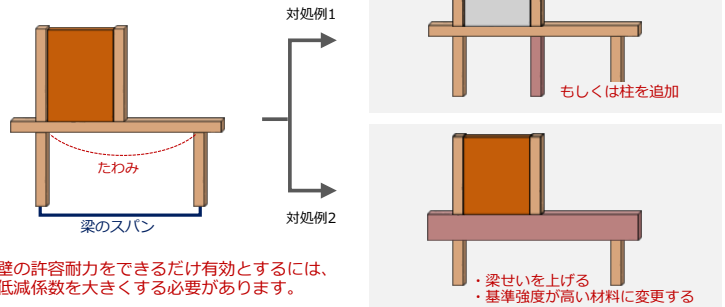 対処例1
もしくは柱を追加
たわみ
梁のスパン
対処例2
壁の許容耐力をできるだけ有効とするには、
低減係数を大きくする必要があります。
・梁せいを上げる
・基準強度が高い材料に変更する